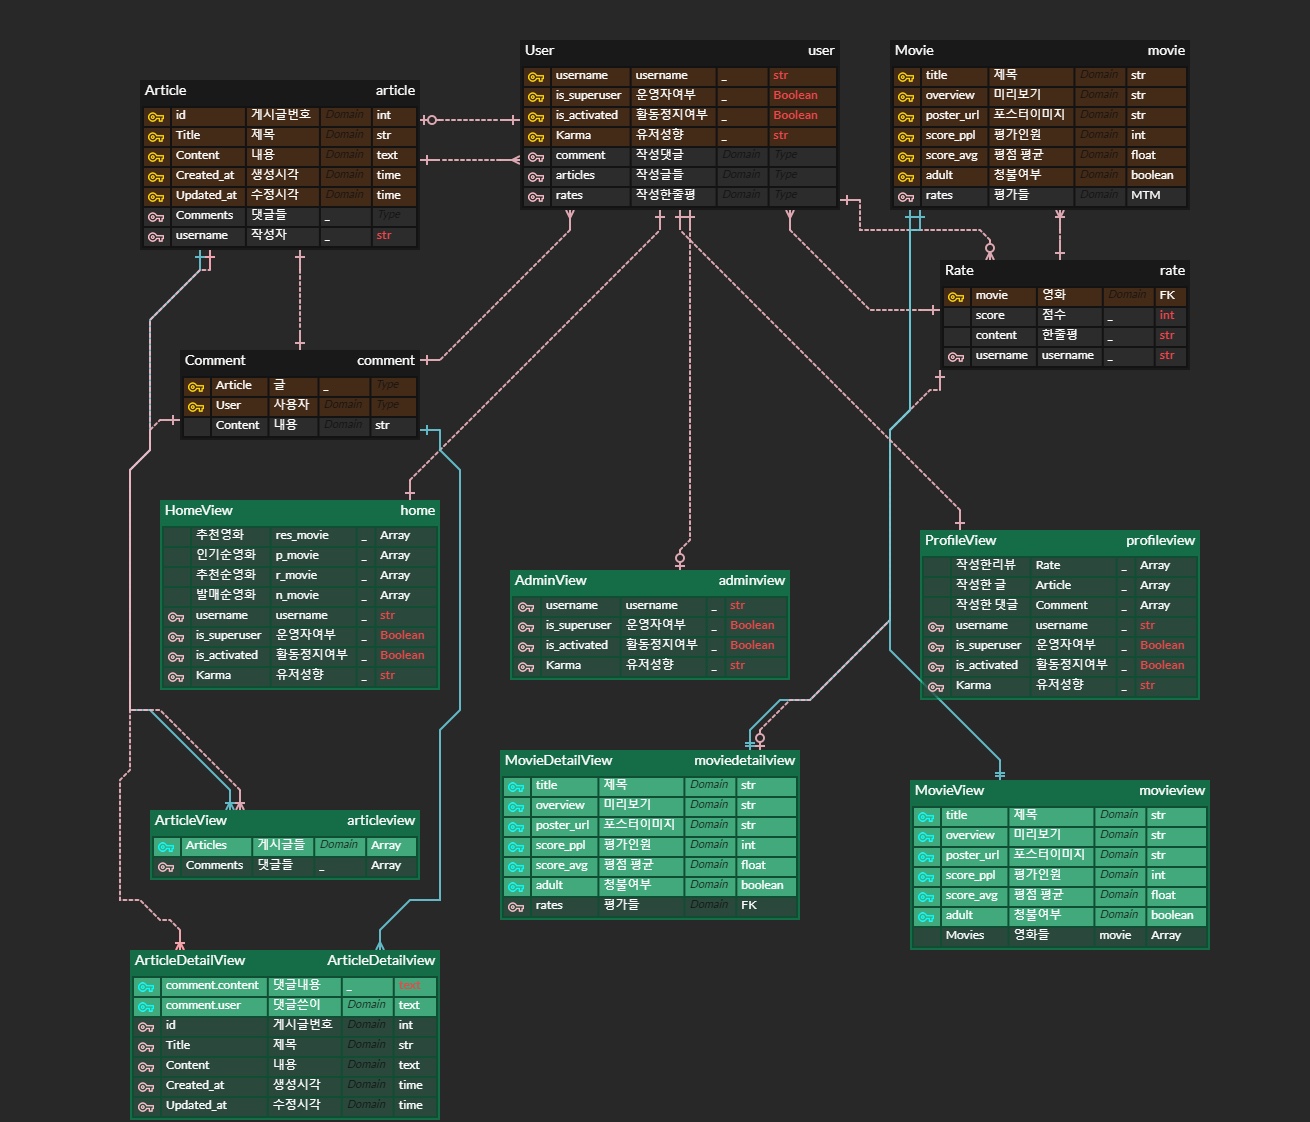 User user
username username _ str
is_superuser 운영자여부 _ Boolean
is_activated 활동정지여부 _ Boolean
Karma 유저성향 _ str
comment 작성댓글 Domain Type
articles 작성글들 Domain Type
rates 작성한줄평 Domain Type
Movie movie
title 제목 Domain str
overview 미리보기 Domain str
poster_url 포스터이미지 Domain str
score_ppl 평가인원 Domain int
score_avg 평점 평균 Domain float
adult 청불여부 Domain boolean
rates 평가들 Domain MTM
Article article
id 게시글번호 Domain int
Title 제목 Domain str
Content 내용 Domain text
Created_at 생성시각 Domain time
Updated_at 수정시각 Domain time
Comments 댓글들 _ Type
username 작성자 _ str
Rate rate
movie 영화 Domain FK
score 점수 _ int
content 한줄평 _ str
username username _ str
Comment comment
Article 글 _ Type
User 사용자 Domain Type
Content 내용 Domain str
HomeView home
추천영화 res_movie _ Array
인기순영화 p_movie _ Array
추천순영화 r_movie _ Array
발매순영화 n_movie _ Array
username username _ str
is_superuser 운영자여부 _ Boolean
is_activated 활동정지여부 _ Boolean
Karma 유저성향 _ str
AdminView adminview
username username _ str
is_superuser 운영자여부 _ Boolean
is_activated 활동정지여부 _ Boolean
Karma 유저성향 _ str
ProfileView profileview
작성한리뷰 Rate _ Array
작성한 글 Article _ Array
작성한 댓글 Comment _ Array
username username _ str
is_superuser 운영자여부 _ Boolean
is_activated 활동정지여부 _ Boolean
Karma 유저성향 _ str
MovieDetailView moviedetailview
title 제목 Domain str
overview 미리보기 Domain str
poster_url 포스터이미지 Domain str
score_ppl 평가인원 Domain int
score_avg 평점 평균 Domain float
adult 청불여부 Domain boolean
rates 평가들 Domain FK
MovieView movieview
title 제목 Domain str
overview 미리보기 Domain str
poster_url 포스터이미지 Domain str
score_ppl 평가인원 Domain int
score_avg 평점 평균 Domain float
adult 청불여부 Domain boolean
Movies 영화들 movie Array
ArticleView articleview
Articles 게시글들 Domain Array
Comments 댓글들 _ Array
ArticleDetailView ArticleDetailview
comment.content 댓글내용 _ text
comment.user 댓글쓴이 Domain text
id 게시글번호 Domain int
Title 제목 Domain str
Content 내용 Domain text
Created_at 생성시각 Domain time
Updated_at 수정시각 Domain time